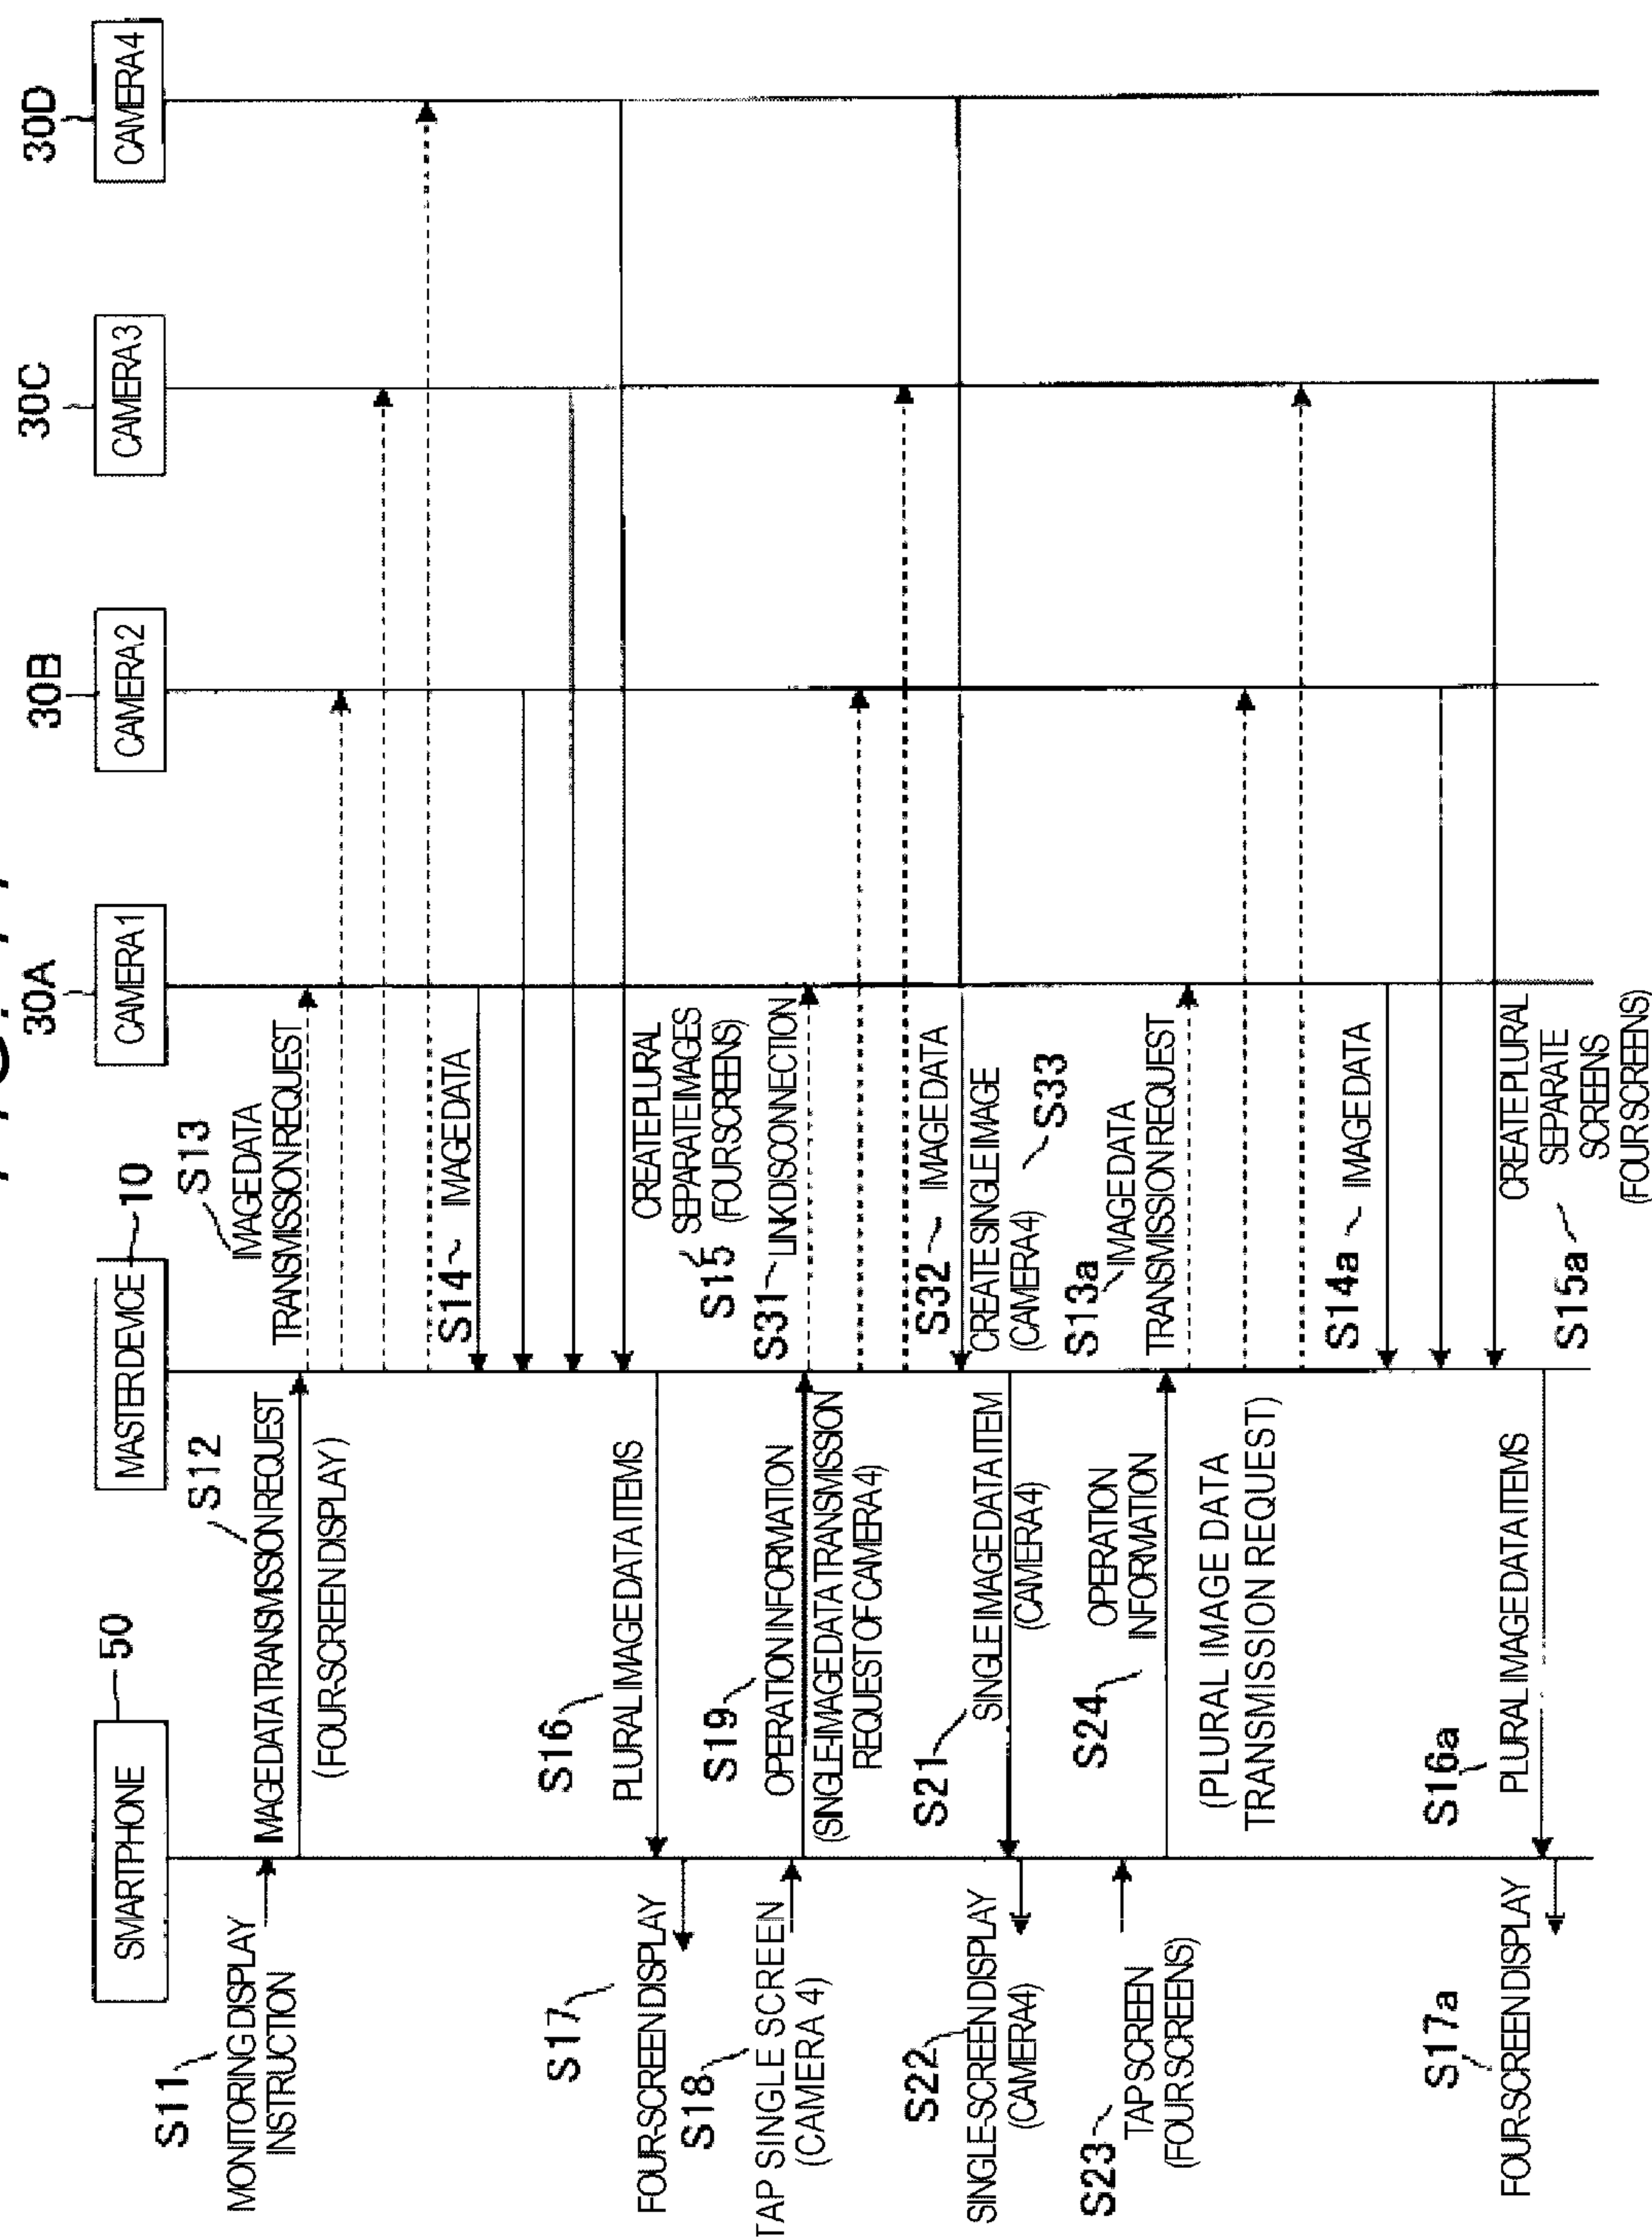 30A
30B
30C
30D
50
10
SMARTPHONE
MASTER DEVICE
CAMERA1
CAMERA2
CAMERA3
CAMERA4
S11
MONITORING DISPLAY
INSTRUCTION
S12
IMAGE DATA TRANSMISSION REQUEST
(FOUR-SCREEN DISPLAY)
S13
IMAGE DATA
TRANSMISSION REQUEST
S14
IMAGE DATA
CREATE PLURAL
SEPARATE IMAGES
(FOUR SCREENS)
S15
S16
PLURAL IMAGE DATA ITEMS
S17
FOUR-SCREEN DISPLAY
S18
TAP SINGLE SCREEN
(CAMERA 4)
S19
OPERATION INFORMATION
(SINGLE-IMAGE DATA TRANSMISSION
REQUEST OF CAMERA4)
S31
LINK DISCONNECTION
S32
IMAGE DATA
CREATE SINGLE IMAGE
(CAMERA4)
S33
S21
SINGLE IMAGE DATA ITEM
(CAMERA4)
S22
SINGLE-SCREEN DISPLAY
(CAMERA4)
S23
TAP SCREEN
(FOUR SCREENS)
S24
OPERATION
INFORMATION
(PLURAL IMAGE DATA
TRANSMISSION REQUEST)
S13a
IMAGE DATA
TRANSMISSION REQUEST
S14a
IMAGE DATA
CREATE PLURAL
SEPARATE
SCREENS
(FOUR SCREENS)
S15a
S16a
PLURAL IMAGE DATA ITEMS
S17a
FOUR-SCREEN DISPLAY